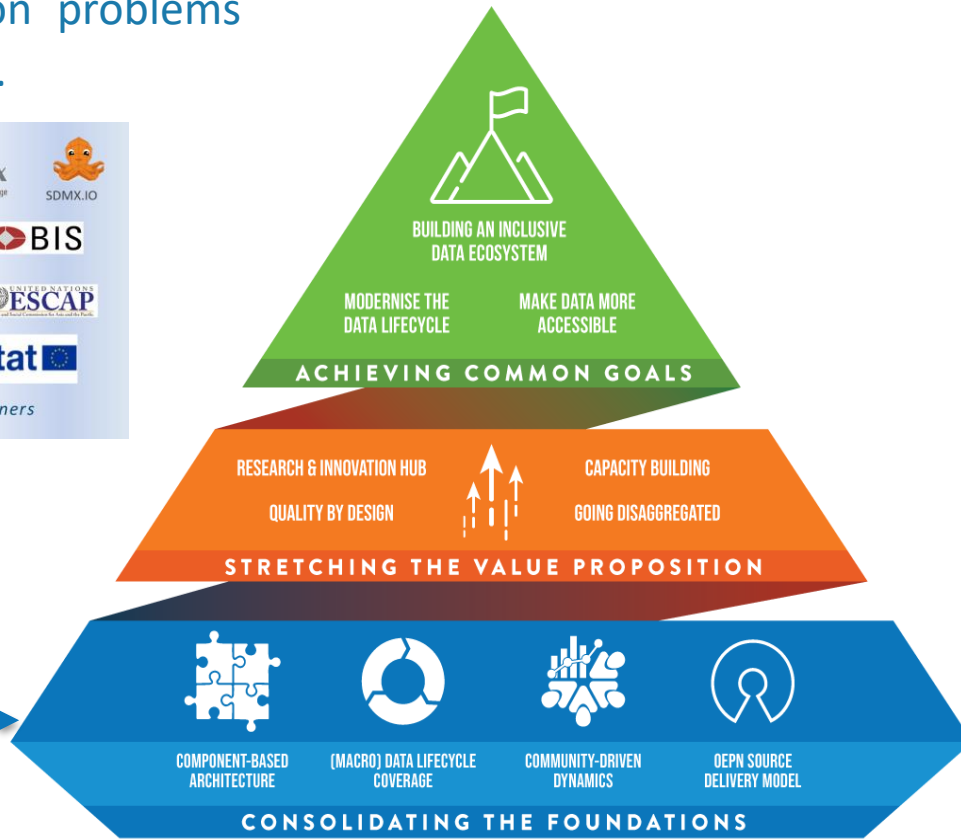 on problems
.
SDMX.IO
BIS
UNITED NATIONS
ESCAP
tat
ners
BUILDING AN INCLUSIVE
DATA ECOSYSTEM
MODERNISE THE
DATA LIFECYCLE
MAKE DATA MORE
ACCESSIBLE
ACHIEVING COMMON GOALS
RESEARCH & INNOVATION HUB
CAPACITY BUILDING
QUALITY BY DESIGN
GOING DISAGGREGATED
STRETCHING THE VALUE PROPOSITION
COMPONENT-BASED
ARCHITECTURE
(MACRO) DATA LIFECYCLE
COVERAGE
COMMUNITY-DRIVEN
DYNAMICS
OEPN SOURCE
DELIVERY MODEL
CONSOLIDATING THE FOUNDATIONS